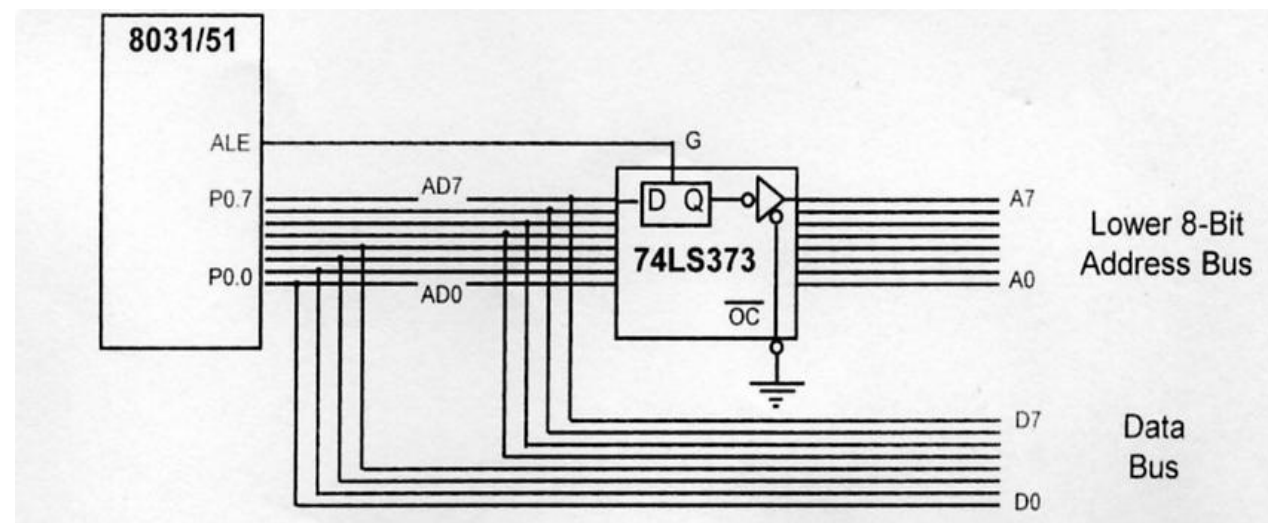 8031/51
ALE
G
P0.7
AD7
D Q
A7
74LS373
Lower 8-Bit
Address Bus
P0.0
AD0
A0
OC
D7
Data
Bus
D0